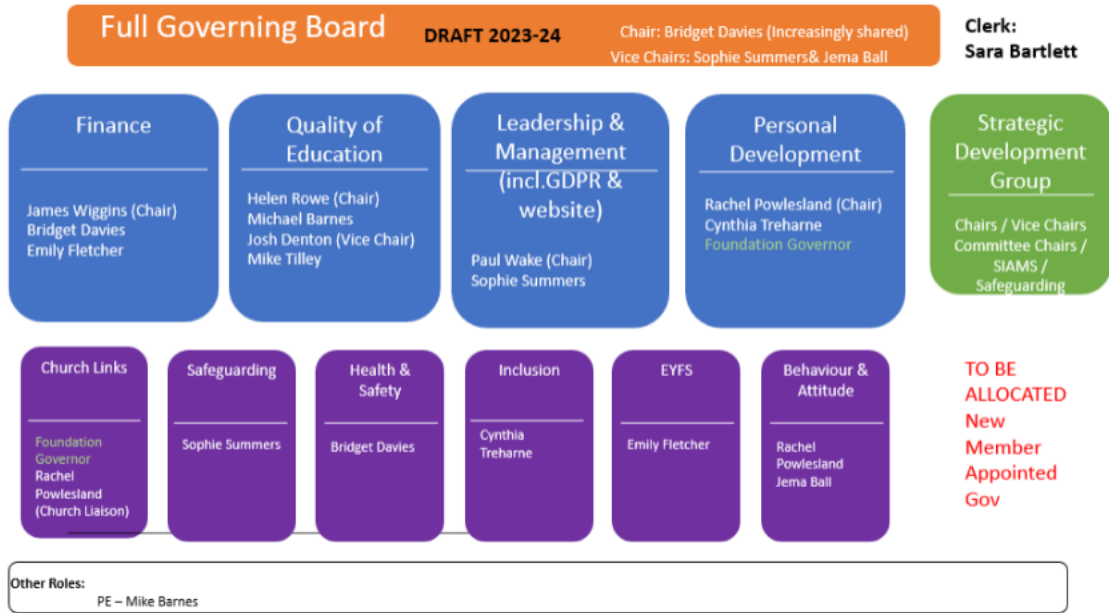 Full Governing Board
DRAFT 2023-24
Chair: Bridget Davies (Increasingly shared)
Vice Chairs: Sophie Summers& Jema Ball
Clerk:
Sara Bartlett
Finance
James Wiggins (Chair)
Bridget Davies
Emily Fletcher
Quality of
Education
Helen Rowe (Chair)
Michael Barnes
Josh Denton (Vice Chair)
Mike Tilley
Leadership &
Management
(incl.GDPR &
website)
Paul Wake (Chair)
Sophie Summers
Personal
Development
Rachel Powlesland (Chair)
Cynthia Treharne
Foundation Governor
Strategic
Development
Group
Chairs / Vice Chairs
Committee Chairs /
SIAMS /
Safeguarding
Church Links
Foundation
Governor
Rachel
Powlesland
(Church Liaison)
Safeguarding
Sophie Summers
Health &
Safety
Bridget Davies
Inclusion
Cynthia
Treharne
EYFS
Emily Fletcher
Behaviour &
Attitude
Rachel
Powlesland
Jema Ball
TO BE
ALLOCATED
New
Member
Appointed
Gov
Other Roles:
PE – Mike Barnes